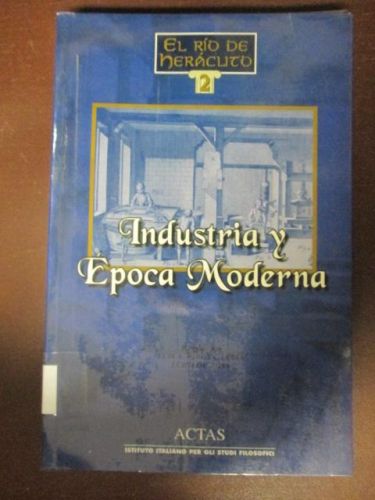 El río de
Heráclito
2
Industria y
Época Moderna
ACTAS
ISTITUTO ITALIANO PER GLI STUDI FILOSOFICI